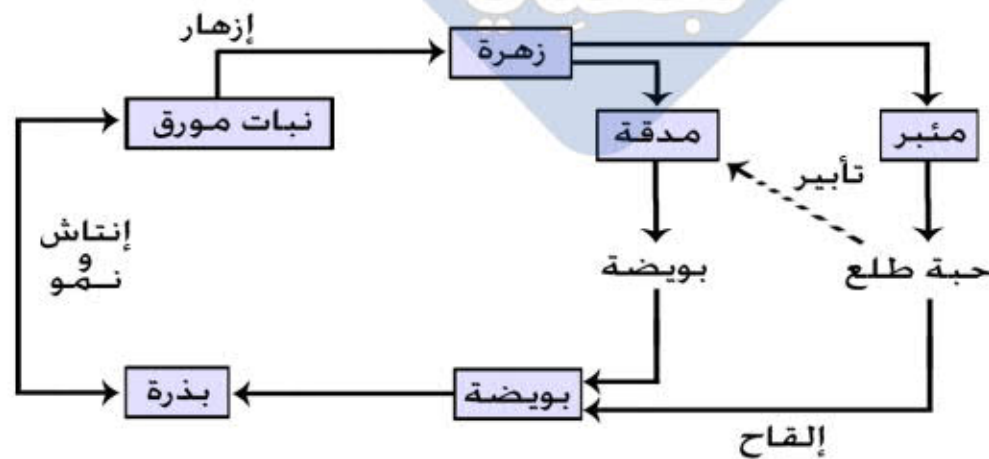 إزهار
زهرة
نبات مورق
مدقة
مئبر
تأبير
إنتاش
و
نمو
بويضة
حبة طلع
بذرة
بويضة
إلقاح